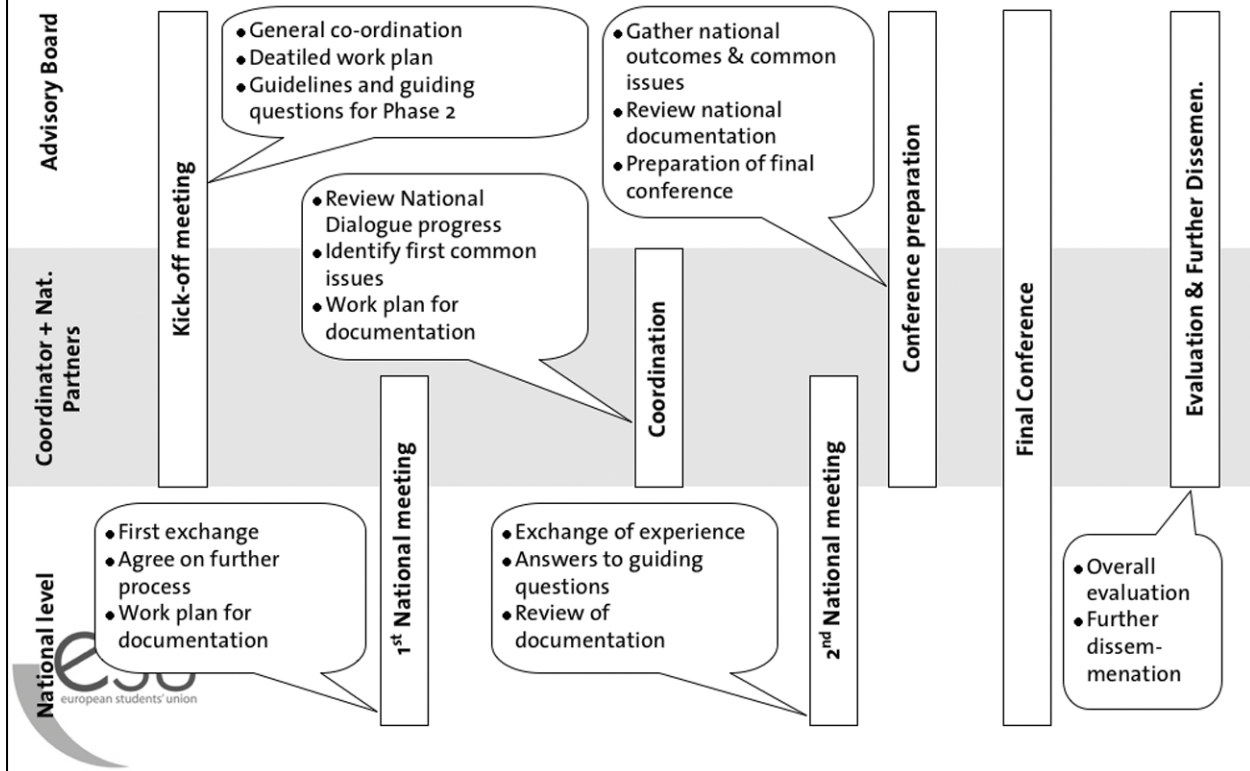 Advisory Board
Coordinator + Nat.
Partners
National level
Kick-off meeting
• General co-ordination
• Deatiled work plan
• Guidelines and guiding
questions for Phase 2
1st National meeting
• First exchange
• Agree on further
process
• Work plan for
documentation
Coordination
• Review National
Dialogue progress
• Identify first common
issues
• Work plan for
documentation
2nd National meeting
• Exchange of experience
• Answers to guiding
questions
• Review of
documentation
Conference preparation
• Gather national
outcomes & common
issues
• Review national
documentation
• Preparation of final
conference
Final Conference
Evaluation & Further Dissemen.
• Overall
evaluation
• Further
dissem-
menation
esu
european students' union